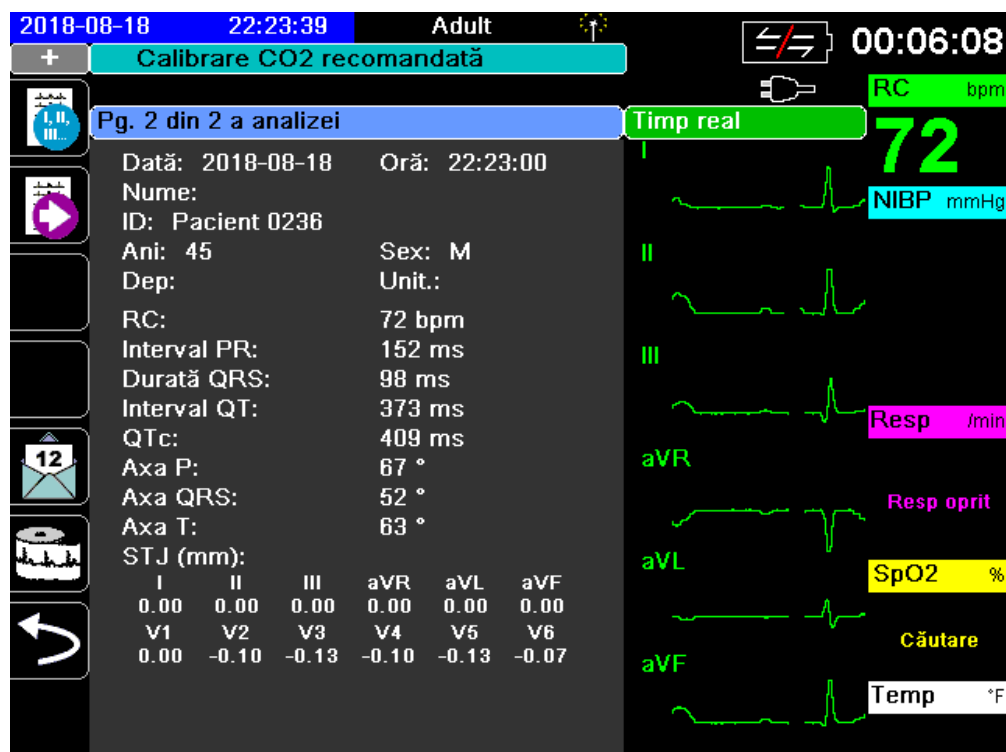 2018-08-18 22:23:39 Adult
00:06:08
+ Calibrare CO2 recomandată
I, II, III...
Pg. 2 din 2 a analizei
Dată: 2018-08-18 Oră: 22:23:00
Nume:
ID: Pacient 0236
Ani: 45 Sex: M
Dep: Unit.:
RC: 72 bpm
Interval PR: 152 ms
Durată QRS: 98 ms
Interval QT: 373 ms
QTc: 409 ms
Axa P: 67 °
Axa QRS: 52 °
Axa T: 63 °
STJ (mm):
I II III aVR aVL aVF
0.00 0.00 0.00 0.00 0.00 0.00
V1 V2 V3 V4 V5 V6
0.00 -0.10 -0.13 -0.10 -0.13 -0.07
12
Timp real
I
II
III
aVR
aVL
aVF
RC bpm
72
NIBP mmHg
Resp /min
Resp oprit
SpO2 %
Căutare
Temp °F